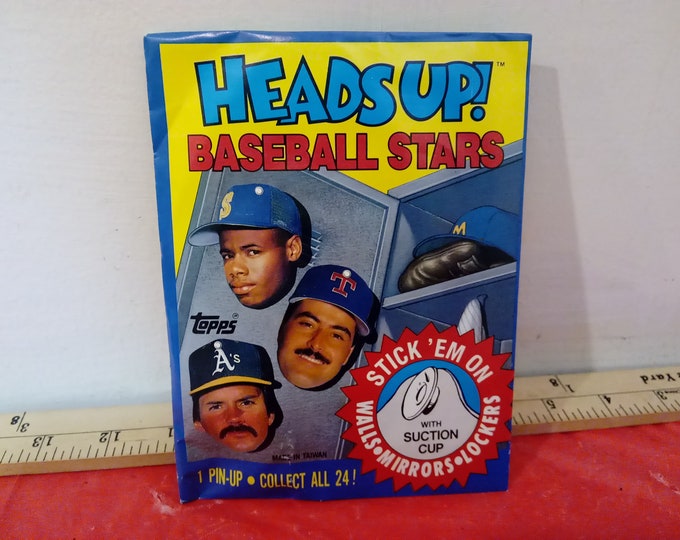 HEADS UP!™
BASEBALL STARS
S
T
M
TOPPS
A's
STICK 'EM ON
WALLS • MIRRORS • LOCKERS
WITH
SUCTION
CUP
MADE IN TAIWAN
1 PIN-UP • COLLECT ALL 24!